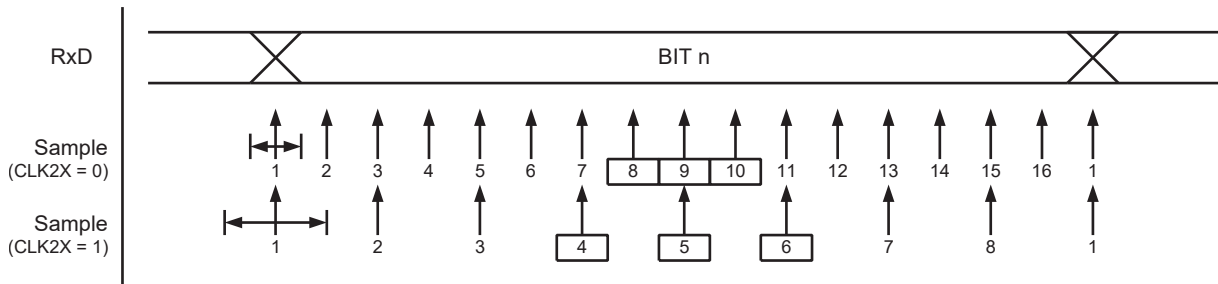 RxD BIT n
Sample
(CLK2X = 0)
1 2 3 4 5 6 7 8 9 10 11 12 13 14 15 16 1
Sample
(CLK2X = 1)
1 2 3 4 5 6 7 8 1